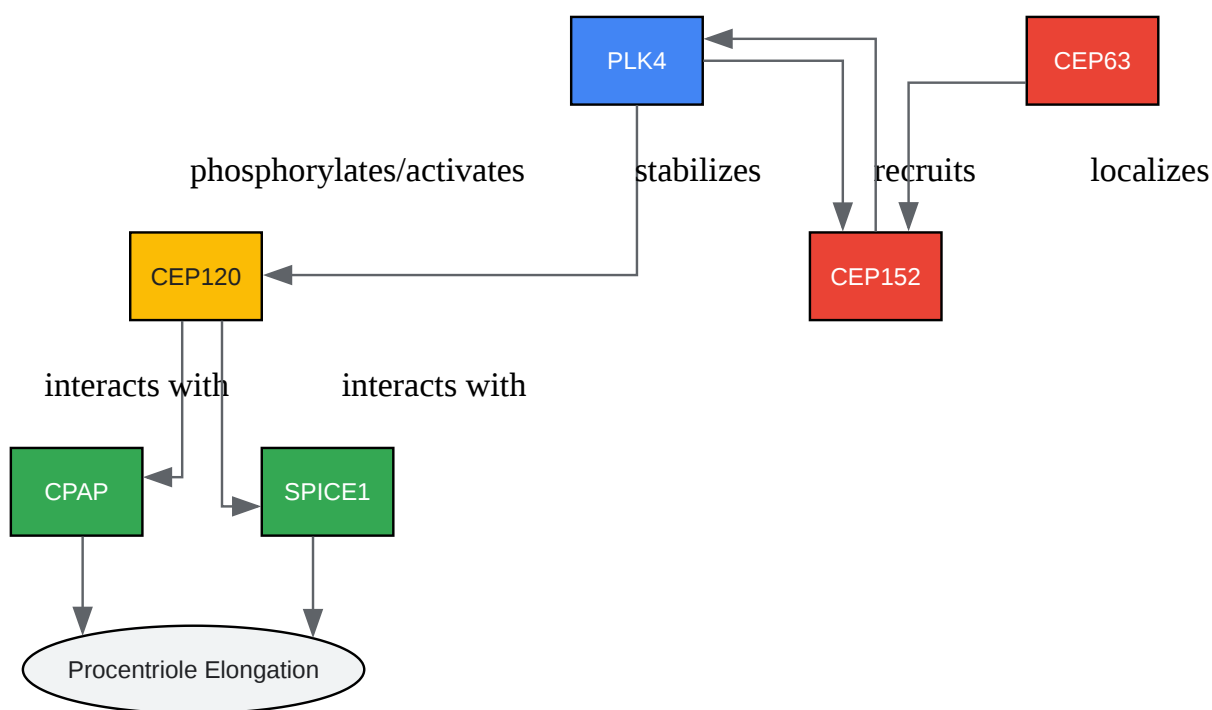 PLK4
CEP63
phosphorylates/activates
stabilizes
recruits
localizes
CEP120
CEP152
interacts with
interacts with
CPAP
SPICE1
Procentriole Elongation